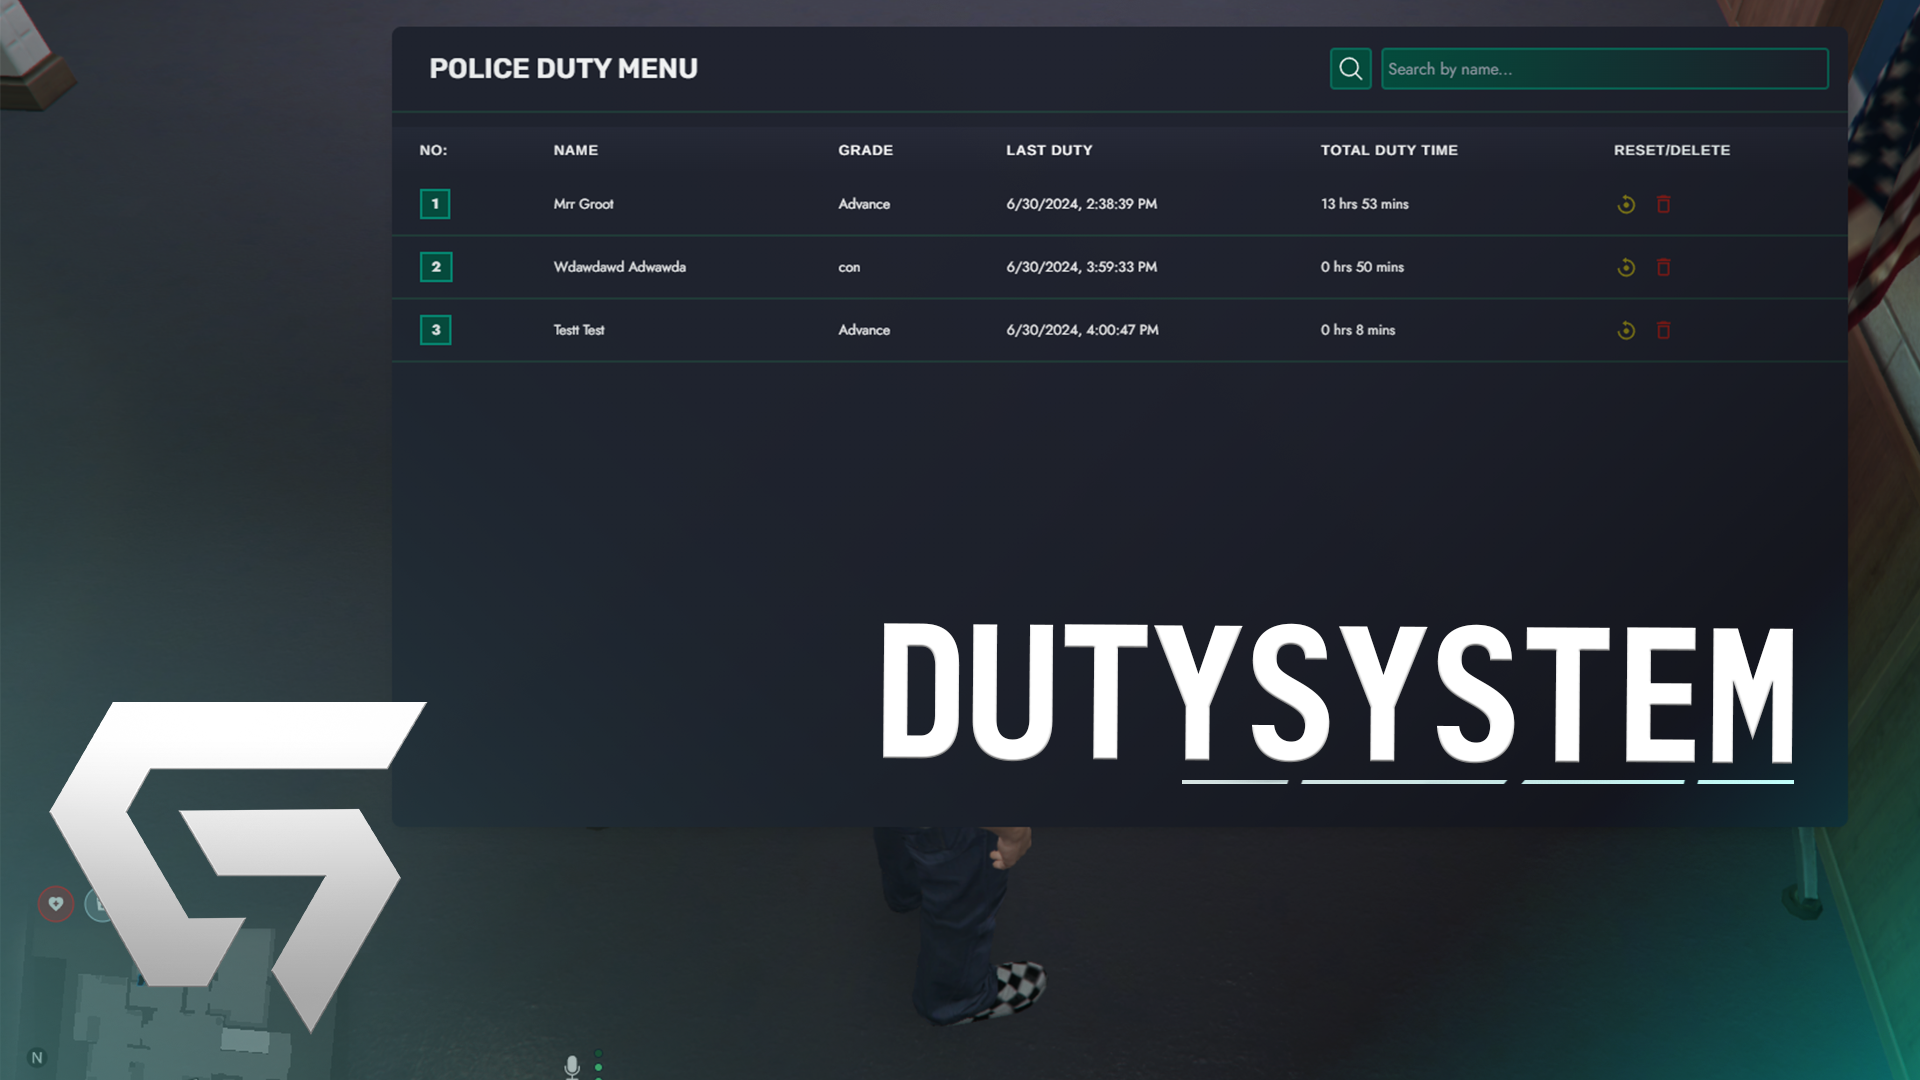 POLICE DUTY MENU
Search by name...
NO: NAME GRADE LAST DUTY TOTAL DUTY TIME RESET/DELETE
1 Mrr Groot Advance 6/30/2024, 2:38:39 PM 13 hrs 53 mins
2 Wdawdawd Adwawda con 6/30/2024, 3:59:33 PM 0 hrs 50 mins
3 Testt Test Advance 6/30/2024, 4:00:47 PM 0 hrs 8 mins
DUTYSYSTEM
N